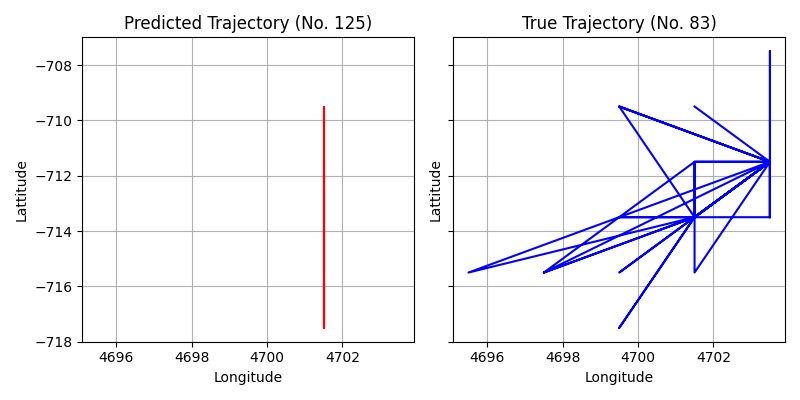 Predicted Trajectory (No. 125)
True Trajectory (No. 83)
−708
−710
−712
−714
−716
−718
Lattitude
Lattitude
4696 4698 4700 4702
4696 4698 4700 4702
Longitude
Longitude